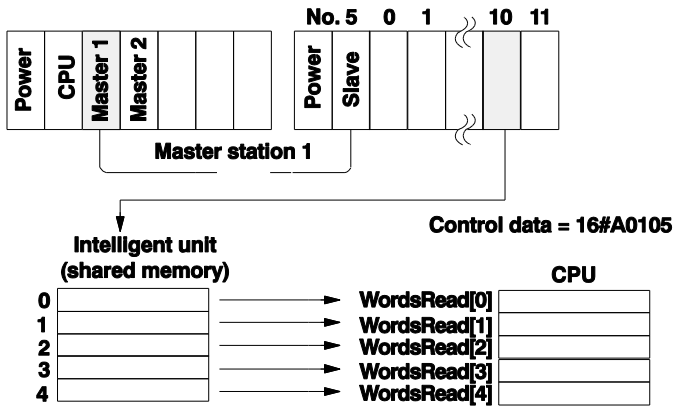 No. 5 0 1 10 11
Power CPU Master 1 Master 2 Power Slave
Master station 1
Control data = 16#A0105
Intelligent unit
(shared memory)
CPU
0 WordsRead[0]
1 WordsRead[1]
2 WordsRead[2]
3 WordsRead[3]
4 WordsRead[4]